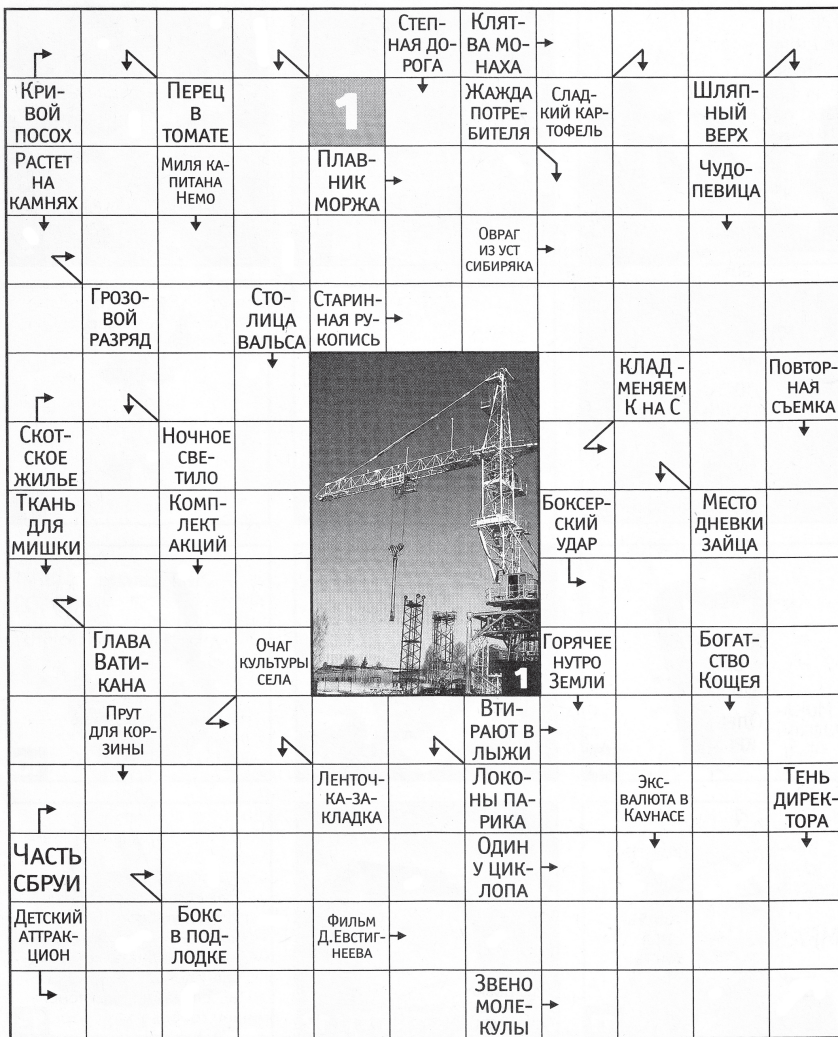 СТЕП-
НАЯ ДО-
РОГА
КЛЯТ-
ВА МО-
НАХА
КРИ-
ВОЙ
ПОСОХ
ПЕРЕЦ
В
ТОМАТЕ
1
ЖАЖДА
ПОТРЕ-
БИТЕЛЯ
СЛАД-
КИЙ КАР-
ТОФЕЛЬ
ШЛЯП-
НЫЙ
ВЕРХ
РАСТЕТ
НА
КАМНЯХ
МИЛЯ КА-
ПИТАНА
НЕМО
ПЛАВ-
НИК
МОРЖА
ЧУДО-
ПЕВИЦА
ОВРАГ
ИЗ УСТ
СИБИРЯКА
ГРОЗО-
ВОЙ
РАЗРЯД
СТО-
ЛИЦА
ВАЛЬСА
СТАРИН-
НАЯ РУ-
КОПИСЬ
КЛАД -
МЕНЯЕМ
К НА С
ПОВТОР-
НАЯ
СЪЕМКА
СКОТ-
СКОЕ
ЖИЛЬЕ
НОЧНОЕ
СВЕ-
ТИЛО
ТКАНЬ
ДЛЯ
МИШКИ
КОМП-
ЛЕКТ
АКЦИЙ
БОКСЕР-
СКИЙ
УДАР
МЕСТО
ДНЕВКИ
ЗАЙЦА
ГЛАВА
ВАТИ-
КАНА
ОЧАГ
КУЛЬТУРЫ
СЕЛА
1
ГОРЯЧЕЕ
НУТРО
ЗЕМЛИ
БОГАТ-
СТВО
КОЩЕЯ
ПРУТ
ДЛЯ КОР-
ЗИНЫ
ВТИ-
РАЮТ В
ЛЫЖИ
ЛЕНТОЧ-
КА-ЗА-
КЛАДКА
ЛОКО-
НЫ ПА-
РИКА
ЭКС-
ВАЛЮТА В
КАУНАСЕ
ТЕНЬ
ДИРЕК-
ТОРА
ЧАСТЬ
СБРУИ
ОДИН
У ЦИК-
ЛОПА
ДЕТСКИЙ
АТТРАК-
ЦИОН
БОКС
В ПОД-
ЛОДКЕ
ФИЛЬМ
Д.ЕВСТИГ-
НЕЕВА
ЗВЕНО
МОЛЕ-
КУЛЫ